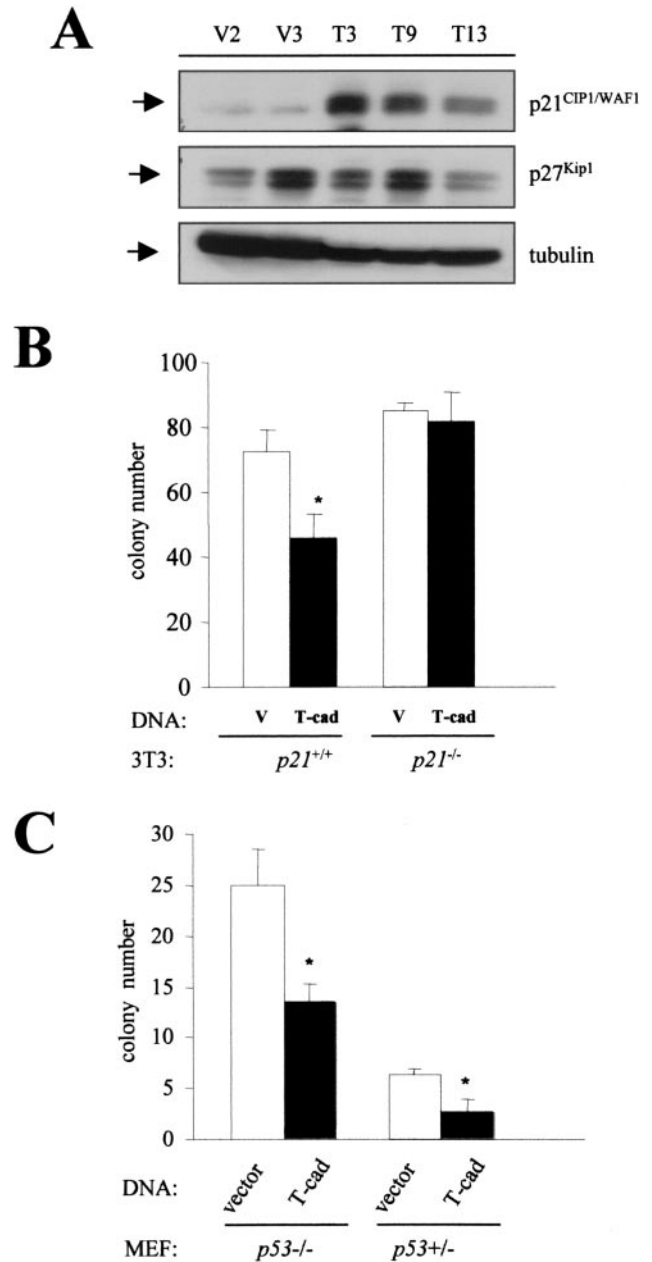 A
V2 V3 T3 T9 T13
p21CIP1/WAF1
p27Kip1
tubulin
B
100
80
60
40
20
0
colony number
*
DNA: V T-cad V T-cad
3T3: p21+/+ p21-/-
C
30
25
20
15
10
5
0
colony number
*
*
DNA: vector T-cad vector T-cad
MEF: p53-/- p53+/-